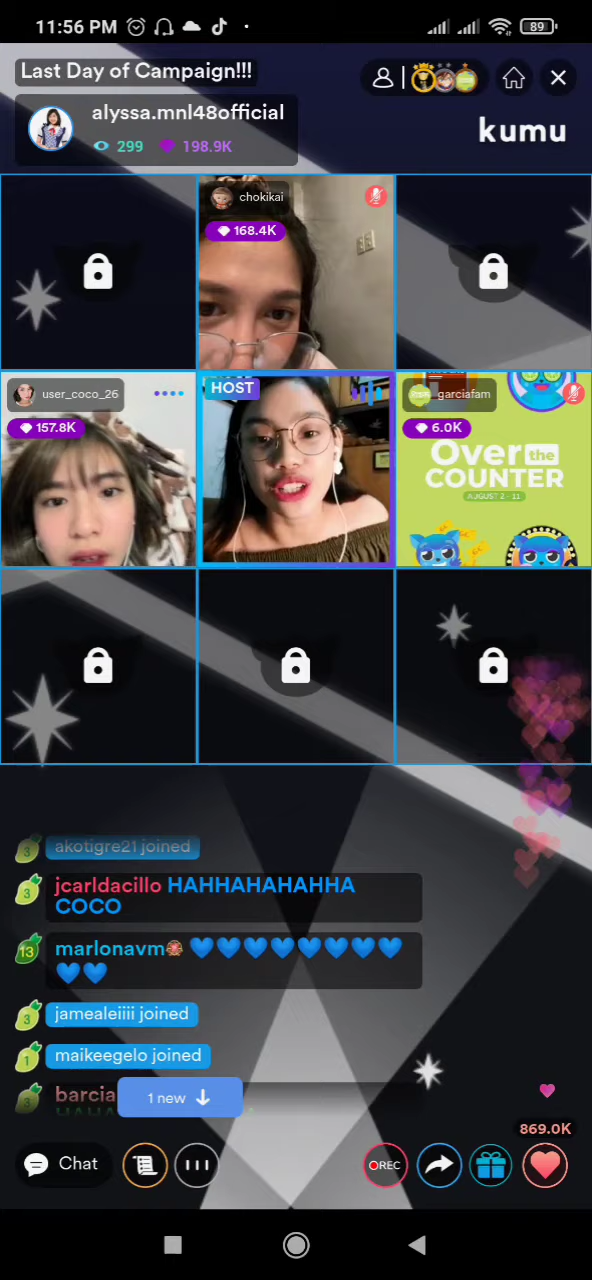 11:56 PM
89
Last Day of Campaign!!!
alyssa.mnl48official
299 198.9K
kumu
chokikai
168.4K
user_coco_26
157.8K
HOST
garciafam
6.0K
Over the
COUNTER
AUGUST 2 - 11
3 akotigre21 joined
3 jcarldacillo HAHHAHAHAHHA
COCO
13 marlonavm 💙💙💙💙💙💙💙💙
💙💙
3 jamealeiiii joined
1 maikeegelo joined
3 barcia
1 new
869.0K
Chat
REC